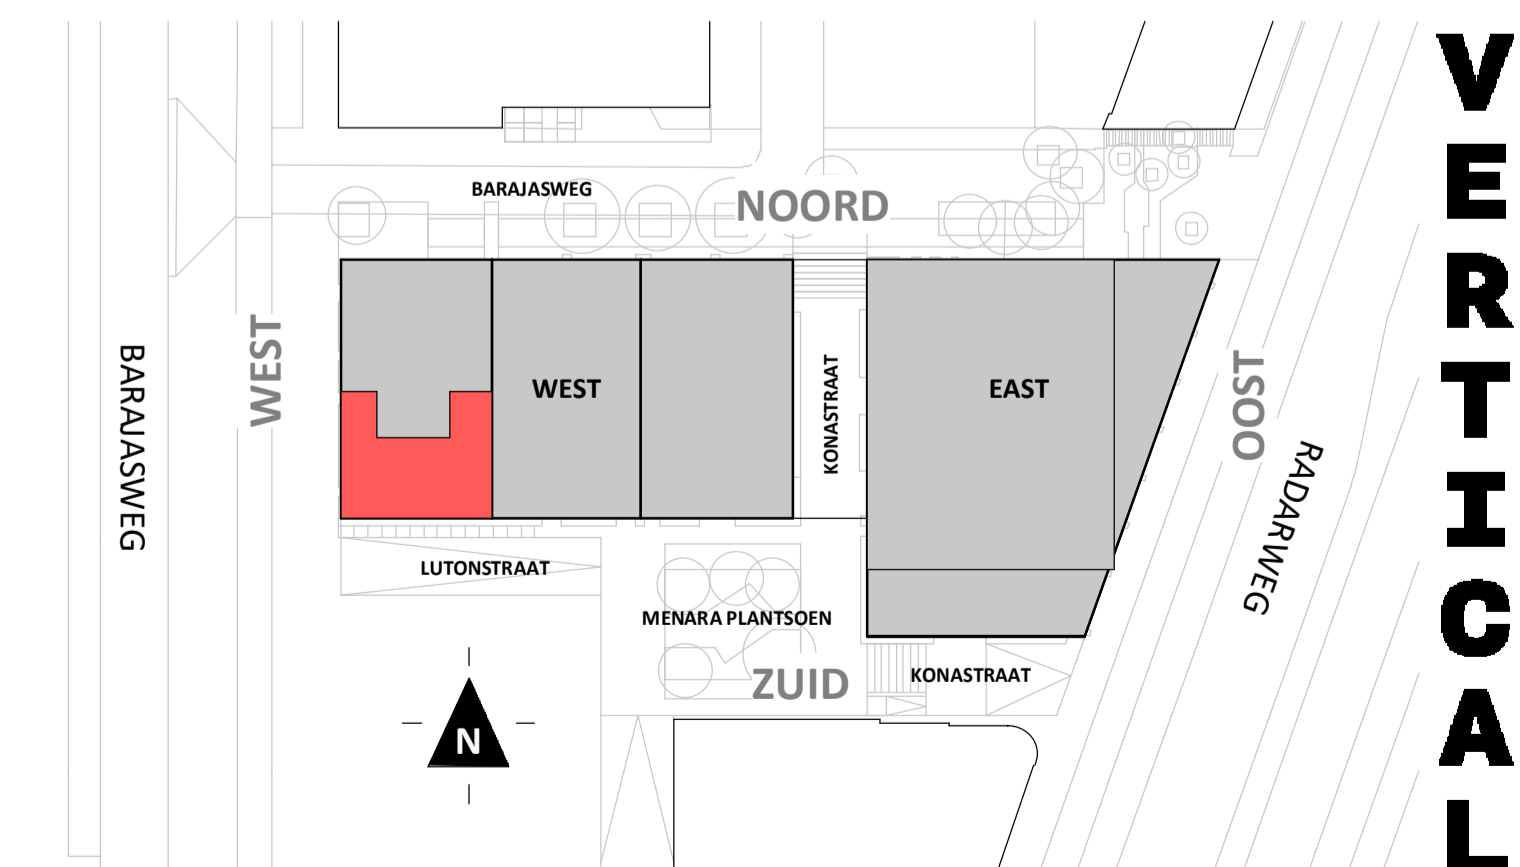 BARAJASWEG
NOORD
WEST
BARAJASWEG
WEST
KONASTRAAT
EAST
OOST
RADARWEG
LUTONSTRAAT
MENARA PLANTSOEN
ZUID
KONASTRAAT
N
VERTICAL